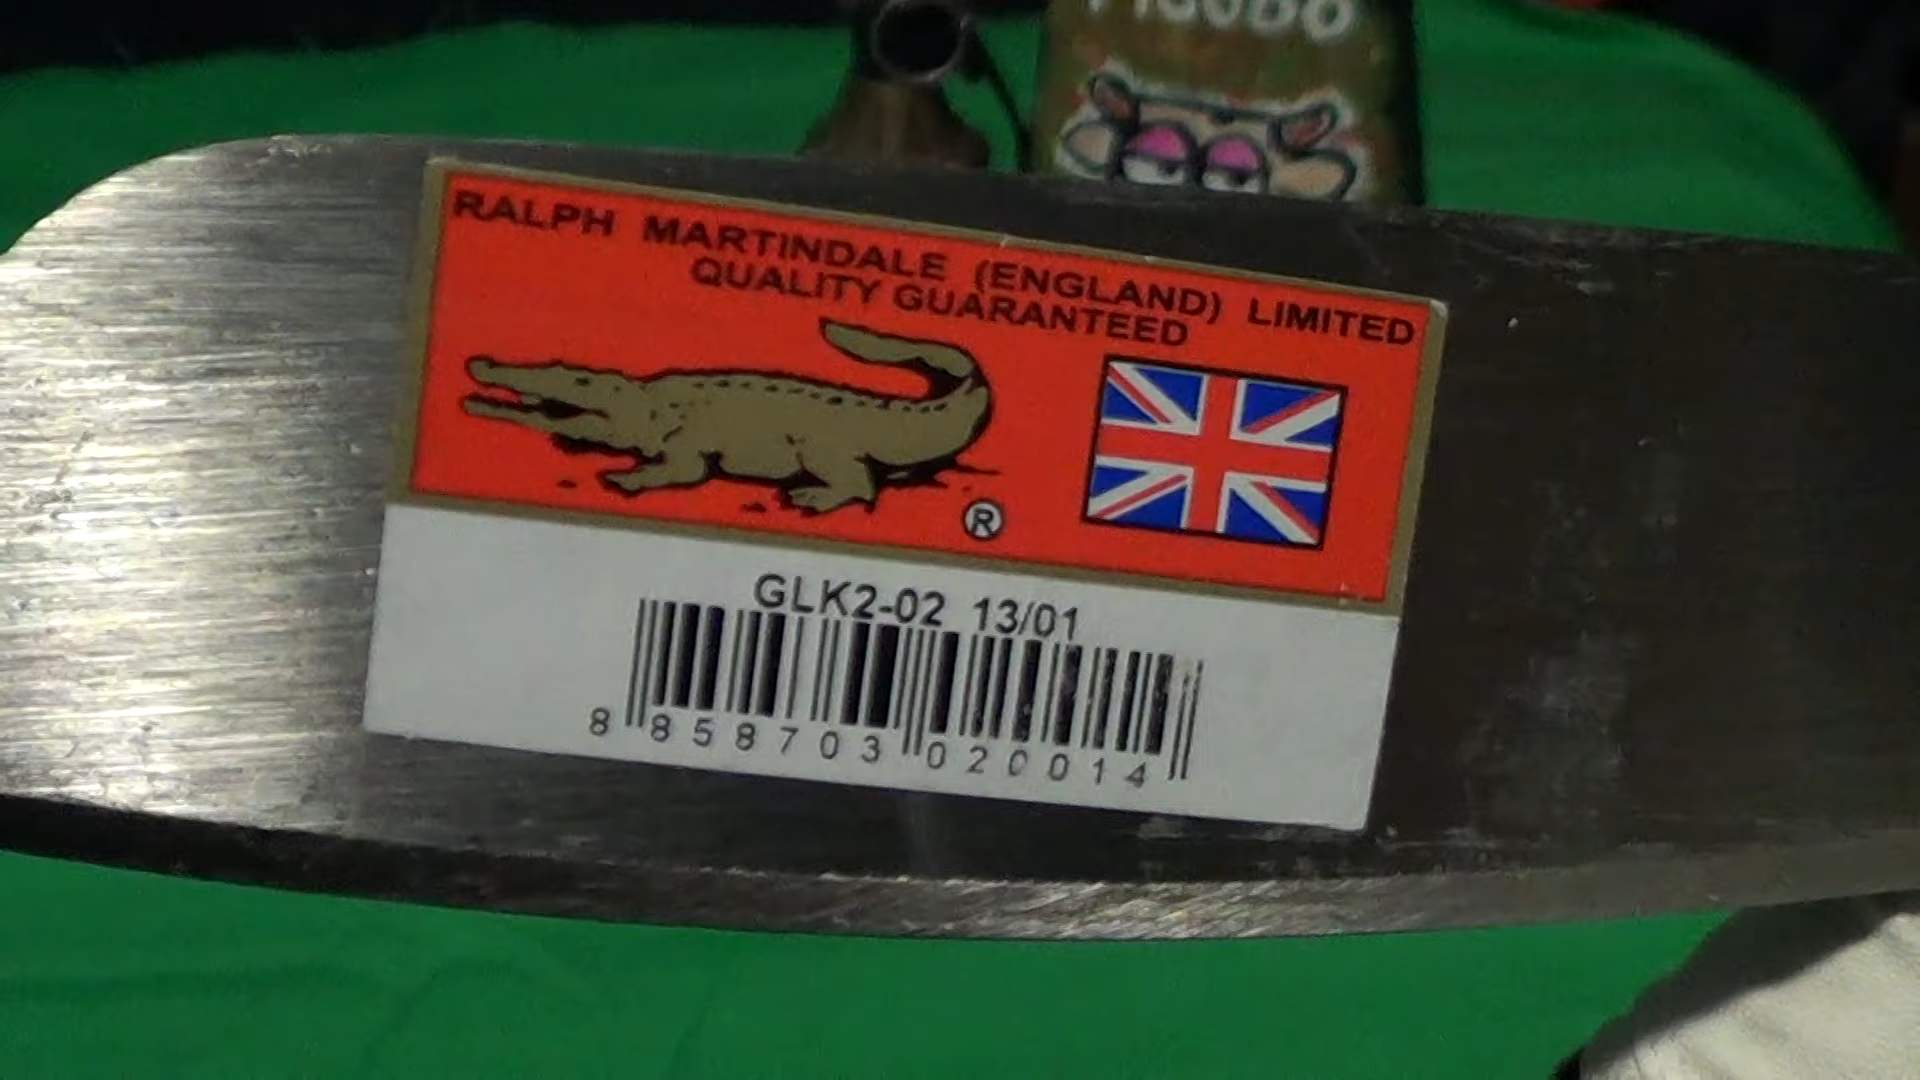 RALPH MARTINDALE (ENGLAND) LIMITED
QUALITY GUARANTEED
®
GLK2-02 13/01
8 858703 020014